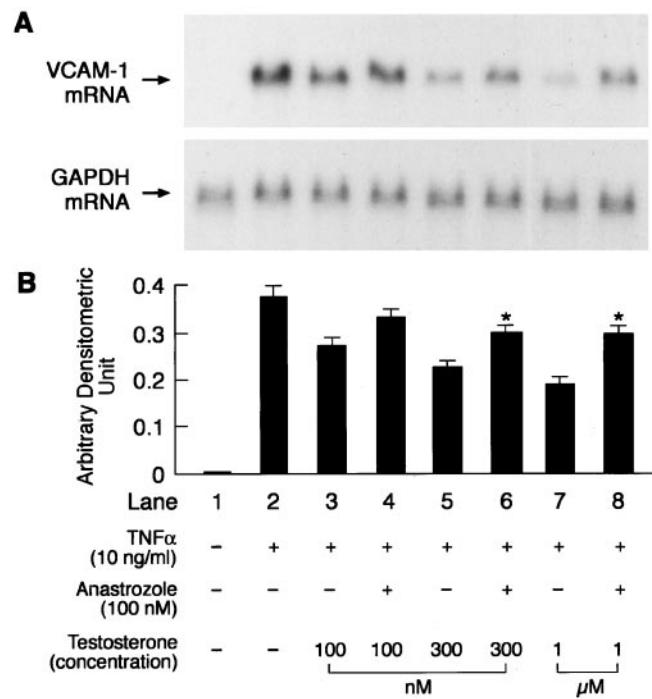 A
VCAM-1
mRNA
GAPDH
mRNA
B
Arbitrary Densitometric
Unit
0.4
0.3
0.2
0.1
0
* *
Lane 1 2 3 4 5 6 7 8
TNFα
(10 ng/ml) – + + + + + + +
Anastrozole
(100 nM) – – – + – + – +
Testosterone
(concentration) – – 100 100 300 300 1 1
nM µM